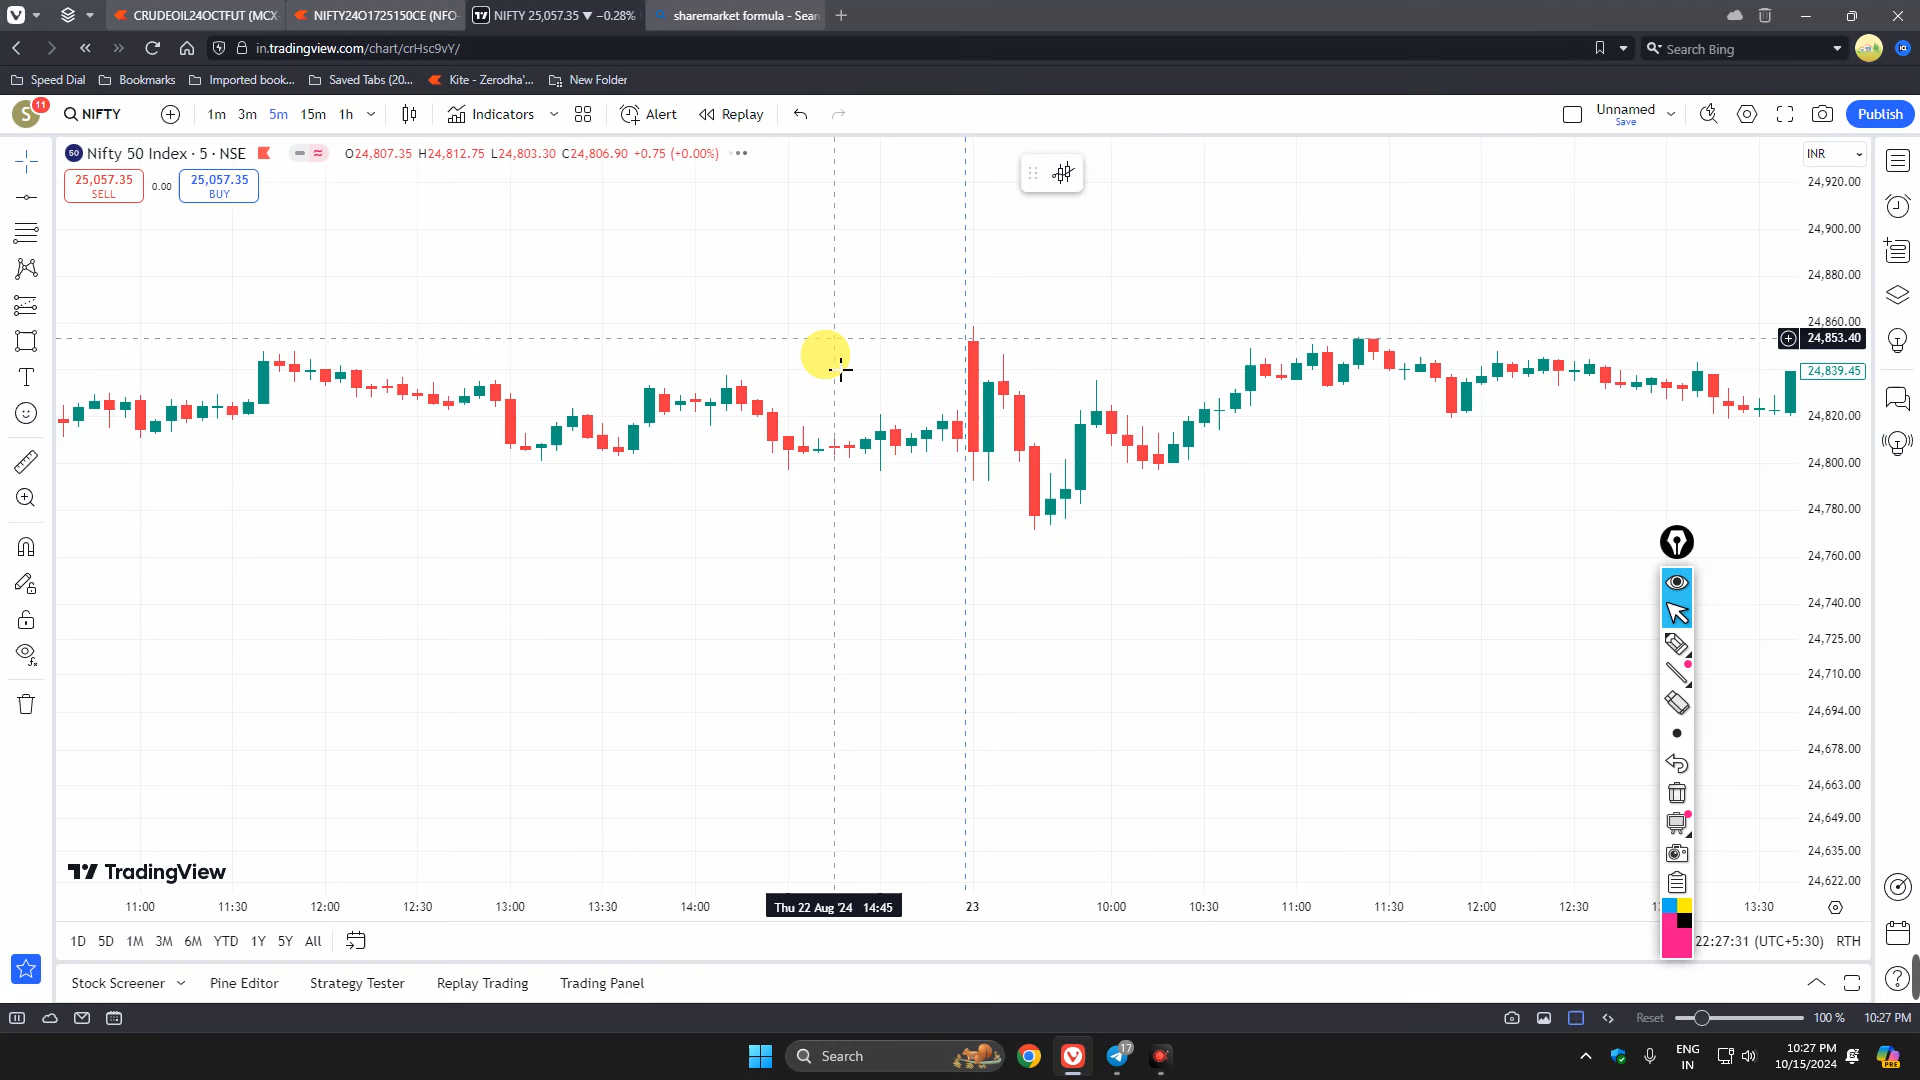 CRUDEOIL24OCTFUT (MCX
NIFTY24O1725150CE (NFO-
NIFTY 25,057.35 ▼ −0.28%
sharemarket formula - Sear
in.tradingview.com/chart/crHsc9vY/
Search Bing
Speed Dial
Bookmarks
Imported book...
Saved Tabs (20...
Kite - Zerodha'...
New Folder
S
11
NIFTY
1m 3m 5m 15m 1h
Indicators
Alert
Replay
Unnamed
Save
Publish
50
Nifty 50 Index · 5 · NSE
O24,807.35 H24,812.75 L24,803.30 C24,806.90 +0.75 (+0.00%)
INR
25,057.35
SELL
0.00
25,057.35
BUY
24,920.00
24,900.00
24,880.00
24,860.00
24,853.40
24,839.45
24,820.00
24,800.00
24,780.00
24,760.00
24,740.00
24,725.00
24,710.00
24,694.00
24,678.00
24,663.00
24,649.00
24,635.00
24,622.00
TradingView
11:00 11:30 12:00 12:30 13:00 13:30 14:00 Thu 22 Aug '24 14:45 23 10:00 10:30 11:00 11:30 12:00 12:30 13:30
1D 5D 1M 3M 6M YTD 1Y 5Y All
22:27:31 (UTC+5:30) RTH
Stock Screener
Pine Editor
Strategy Tester
Replay Trading
Trading Panel
Reset
100 %
10:27 PM
Search
17
ENG
IN
10:27 PM
10/15/2024
PRE